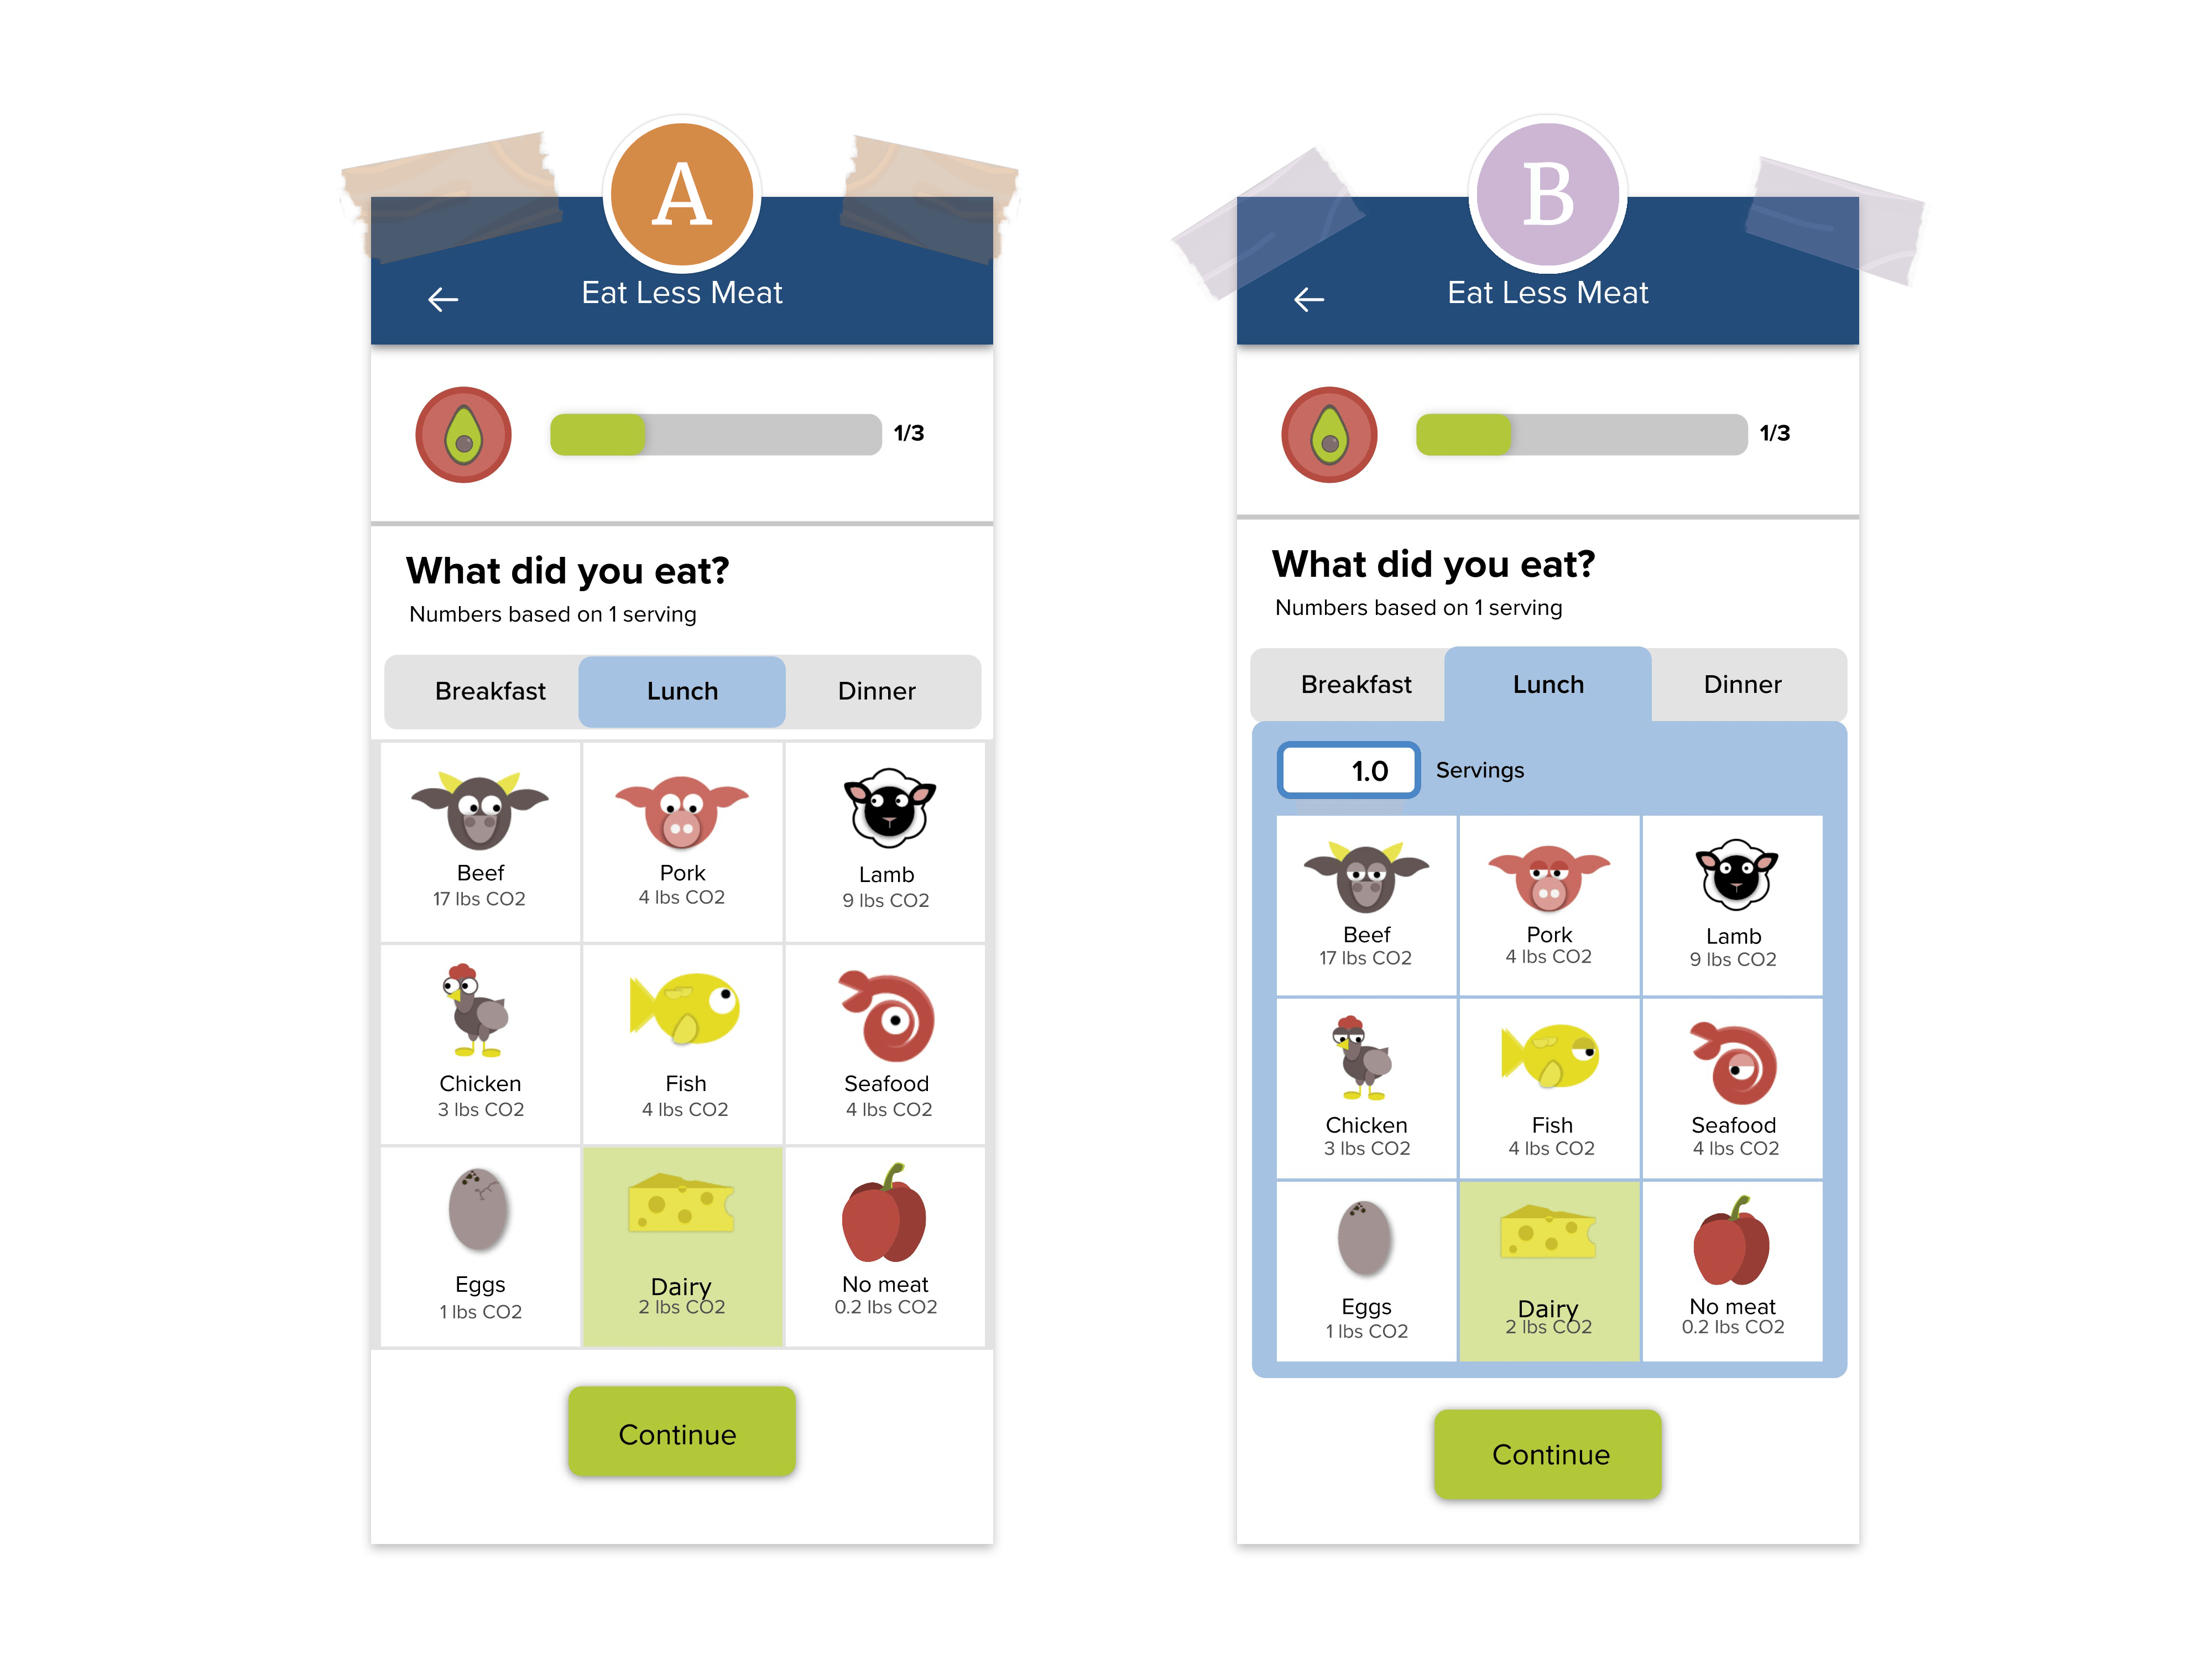 A
Eat Less Meat
1/3
What did you eat?
Numbers based on 1 serving
Breakfast Lunch Dinner
Beef Pork Lamb
17 lbs CO2 4 lbs CO2 9 lbs CO2
Chicken Fish Seafood
3 lbs CO2 4 lbs CO2 4 lbs CO2
Eggs Dairy No meat
1 lbs CO2 2 lbs CO2 0.2 lbs CO2
Continue
B
Eat Less Meat
1/3
What did you eat?
Numbers based on 1 serving
Breakfast Lunch Dinner
1.0 Servings
Beef Pork Lamb
17 lbs CO2 4 lbs CO2 9 lbs CO2
Chicken Fish Seafood
3 lbs CO2 4 lbs CO2 4 lbs CO2
Eggs Dairy No meat
1 lbs CO2 2 lbs CO2 0.2 lbs CO2
Continue